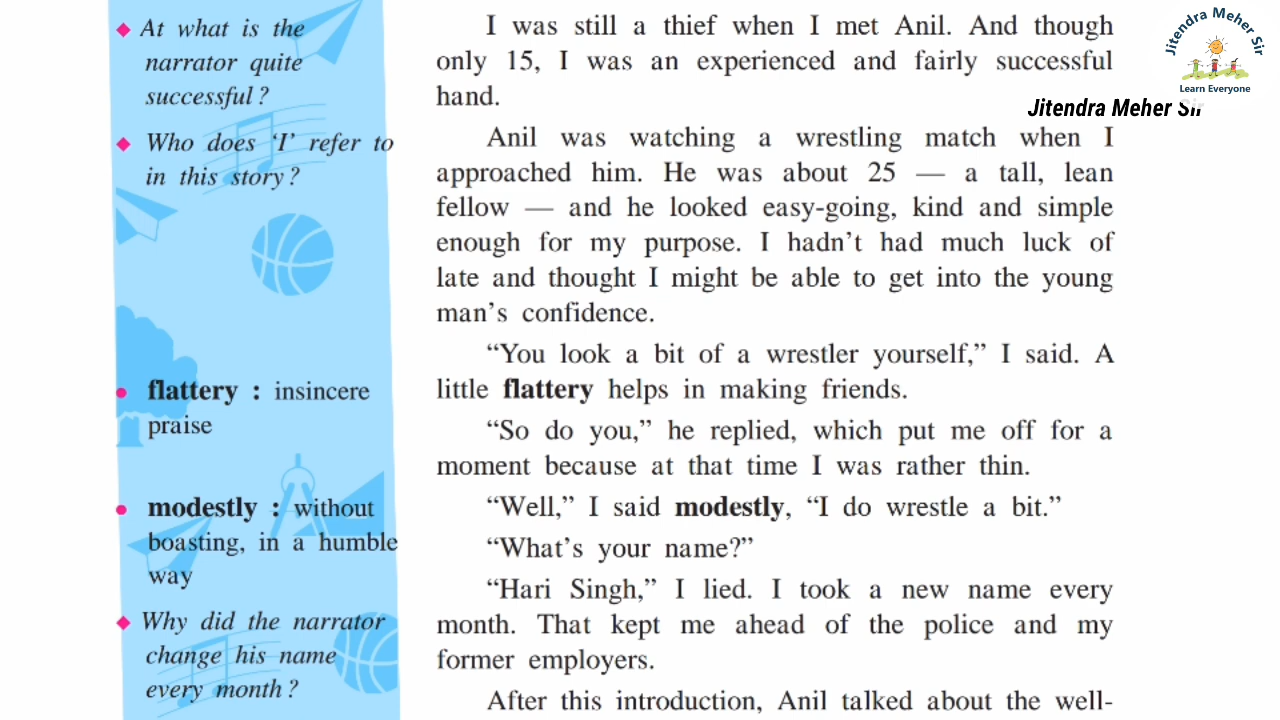 At what is the
narrator quite
successful?
Who does ‘I’ refer to
in this story?
flattery : insincere
praise
modestly : without
boasting, in a humble
way
Why did the narrator
change his name
every month?
I was still a thief when I met Anil. And though
only 15, I was an experienced and fairly successful
hand.
Anil was watching a wrestling match when I
approached him. He was about 25 — a tall, lean
fellow — and he looked easy-going, kind and simple
enough for my purpose. I hadn’t had much luck of
late and thought I might be able to get into the young
man’s confidence.
“You look a bit of a wrestler yourself,” I said. A
little flattery helps in making friends.
“So do you,” he replied, which put me off for a
moment because at that time I was rather thin.
“Well,” I said modestly, “I do wrestle a bit.”
“What’s your name?”
“Hari Singh,” I lied. I took a new name every
month. That kept me ahead of the police and my
former employers.
After this introduction, Anil talked about the well-
Jitendra Meher Sir
Learn Everyone
Jitendra Meher Sir